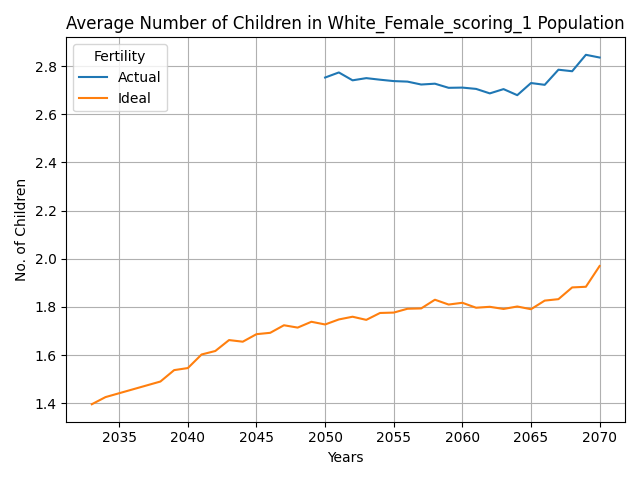 Average Number of Children in White_Female_scoring_1 Population
Fertility
Actual
Ideal
No. of Children
2.8
2.6
2.4
2.2
2.0
1.8
1.6
1.4
2035 2040 2045 2050 2055 2060 2065 2070
Years